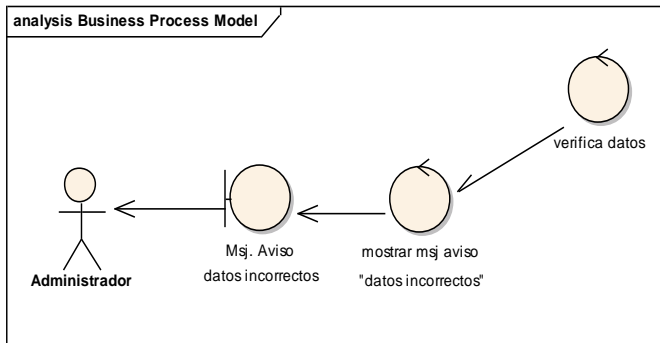 analysis Business Process Model
verifica datos
Msj. Aviso
datos incorrectos
mostrar msj aviso
"datos incorrectos"
Administrador